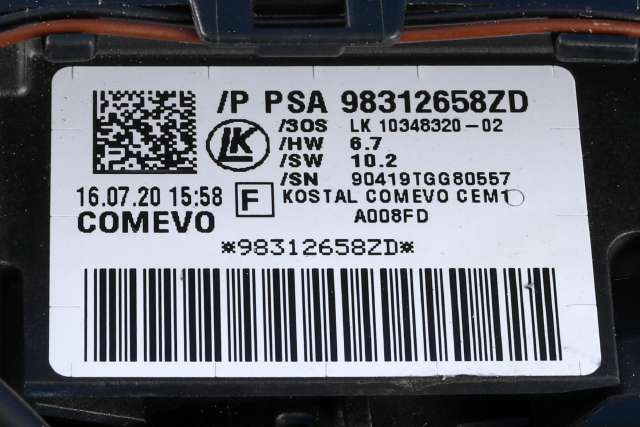 /P PSA 98312658ZD
LK
/3OS LK 10348320-02
/HW 6.7
/SW 10.2
/SN 90419TGG80557
16.07.20 15:58 F KOSTAL COMEVO CEM1
COMEVO A008FD
*98312658ZD*